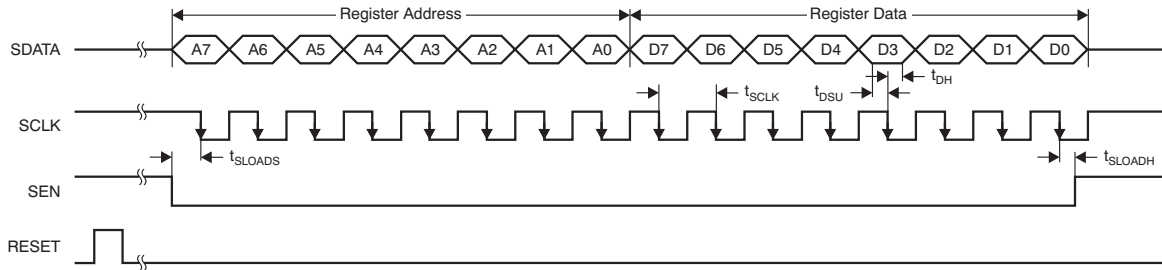 Register Address Register Data
SDATA A7 A6 A5 A4 A3 A2 A1 A0 D7 D6 D5 D4 D3 D2 D1 D0
tDH
tSCLK tDSU
SCLK
tSLOADS tSLOADH
SEN
RESET